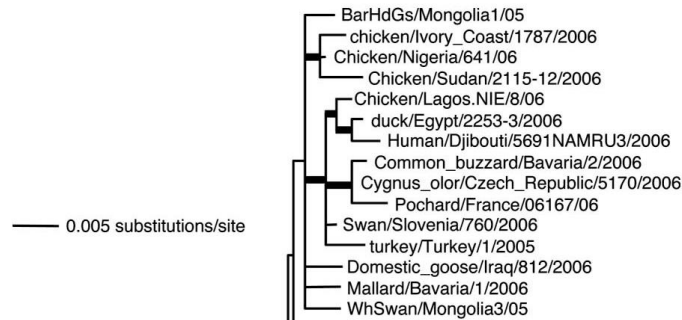 BarHdGs/Mongolia1/05
chicken/Ivory_Coast/1787/2006
Chicken/Nigeria/641/06
Chicken/Sudan/2115-12/2006
Chicken/Lagos.NIE/8/06
duck/Egypt/2253-3/2006
Human/Djibouti/5691NAMRU3/2006
Common_buzzard/Bavaria/2/2006
Cygnus_olor/Czech_Republic/5170/2006
Pochard/France/06167/06
0.005 substitutions/site
Swan/Slovenia/760/2006
turkey/Turkey/1/2005
Domestic_goose/Iraq/812/2006
Mallard/Bavaria/1/2006
WhSwan/Mongolia3/05